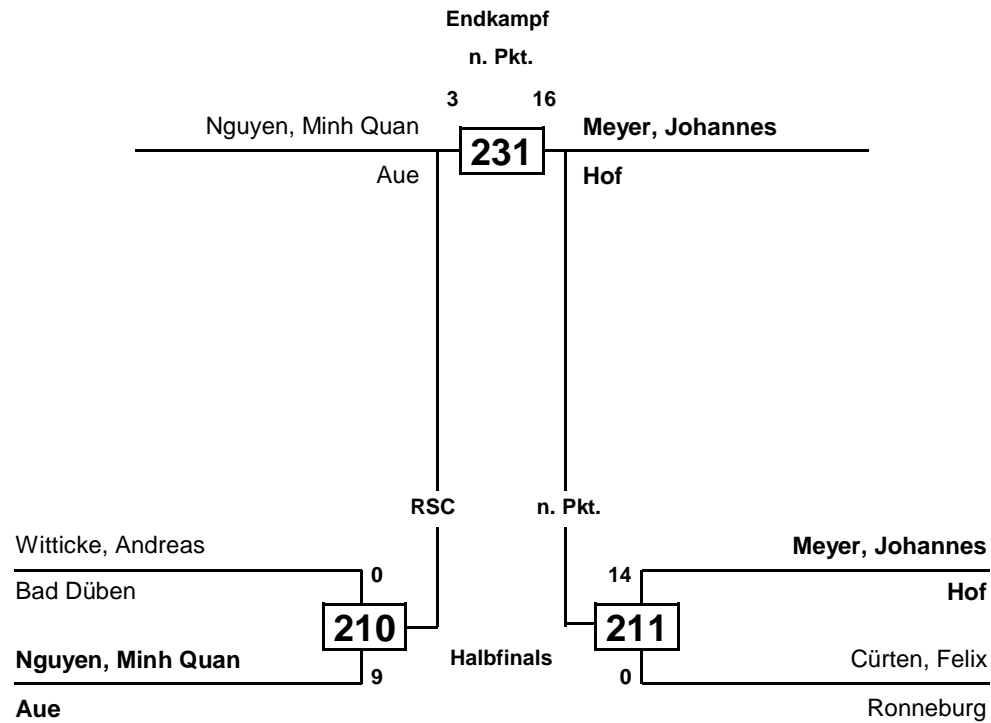 Endkampf
n. Pkt.
3 16
Nguyen, Minh Quan Meyer, Johannes
231
Aue Hof
RSC n. Pkt.
Witticke, Andreas Meyer, Johannes
0 14
Bad Düben Hof
210 211
Nguyen, Minh Quan Halbfinals Cürten, Felix
9 0
Aue Ronneburg